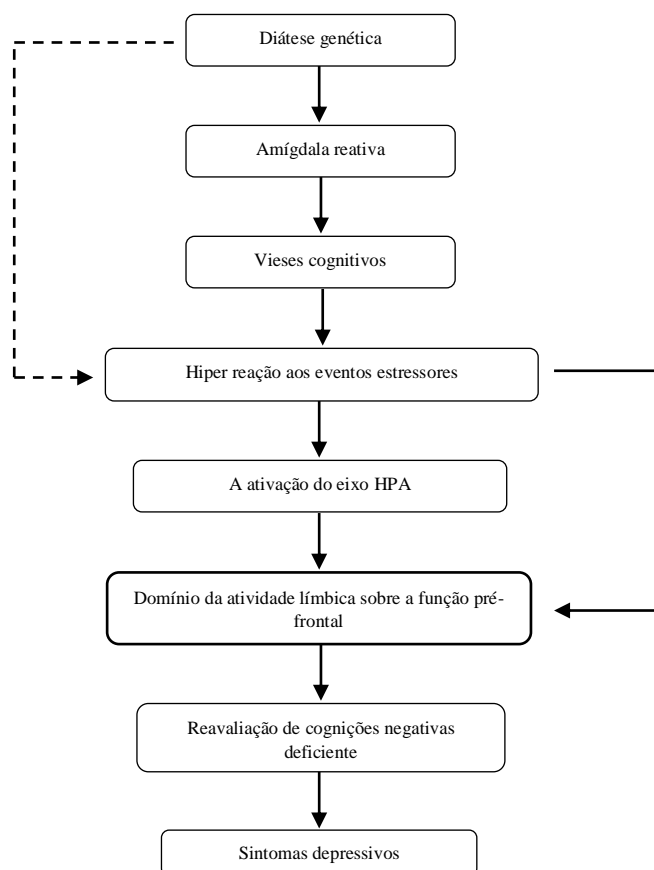 Diátese genética
Amígdala reativa
Vieses cognitivos
Hiper reação aos eventos estressores
A ativação do eixo HPA
Domínio da atividade límbica sobre a função pré-
frontal
Reavaliação de cognições negativas
deficiente
Sintomas depressivos